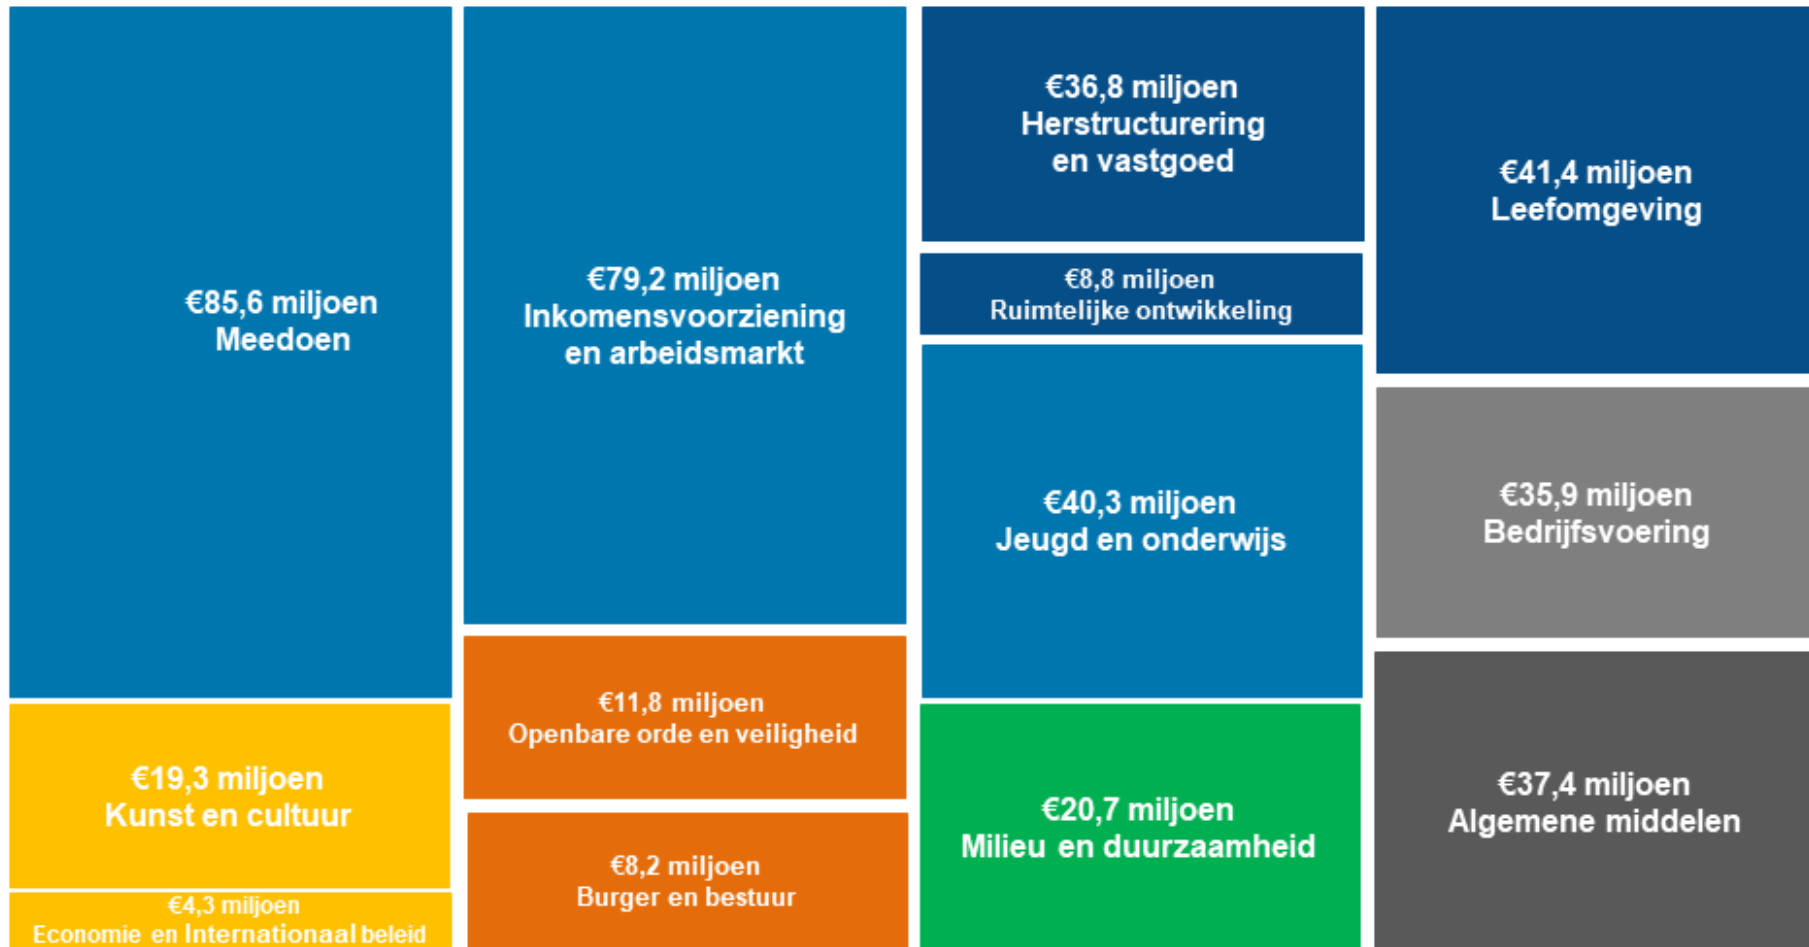 €85,6 miljoen
Meedoen
€19,3 miljoen
Kunst en cultuur
€4,3 miljoen
Economie en Internationaal beleid
€79,2 miljoen
Inkomensvoorziening
en arbeidsmarkt
€11,8 miljoen
Openbare orde en veiligheid
€8,2 miljoen
Burger en bestuur
€36,8 miljoen
Herstructurering
en vastgoed
€8,8 miljoen
Ruimtelijke ontwikkeling
€40,3 miljoen
Jeugd en onderwijs
€20,7 miljoen
Milieu en duurzaamheid
€41,4 miljoen
Leefomgeving
€35,9 miljoen
Bedrijfsvoering
€37,4 miljoen
Algemene middelen